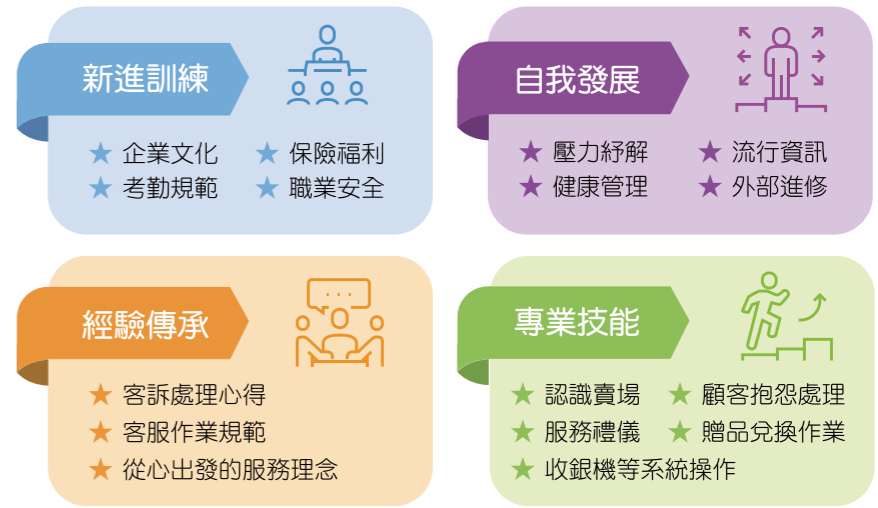 新進訓練
★ 企業文化 ★ 保險福利
★ 考勤規範 ★ 職業安全
自我發展
★ 壓力紓解 ★ 流行資訊
★ 健康管理 ★ 外部進修
經驗傳承
★ 客訴處理心得
★ 客服作業規範
★ 從心出發的服務理念
專業技能
★ 認識賣場 ★ 顧客抱怨處理
★ 服務禮儀 ★ 贈品兌換作業
★ 收銀機等系統操作